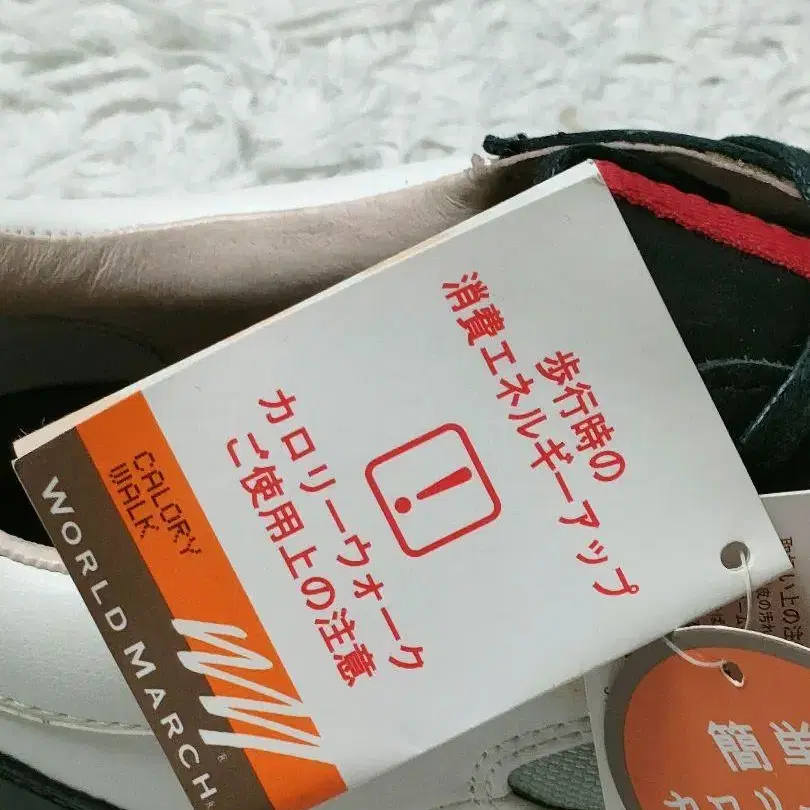 歩行時の
消費エネルギーアップ
カロリーウォーク
ご使用上の注意
CALORY
WALK
WORLD MARCH®
®
簡